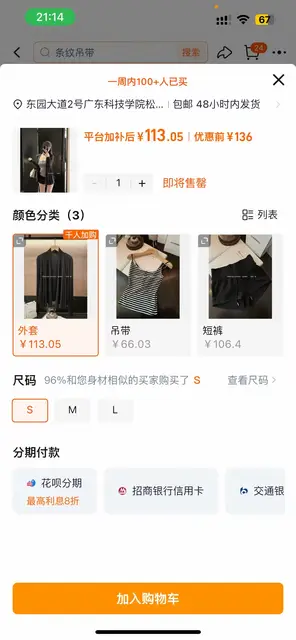 21:14
67
条纹吊带
搜索
24
一周内100+人已买
东园大道2号广东科技学院松...
包邮 48小时内发货
平台加补后 ¥113.05
优惠前 ¥136
- 1 +
即将售罄
颜色分类（3）
列表
千人加购
外套
¥113.05
吊带
¥66.03
短裤
¥106.4
尺码
96%和您身材相似的买家购买了 S
查看尺码
S
M
L
分期付款
花呗分期
最高利息8折
招商银行信用卡
交通银
加入购物车